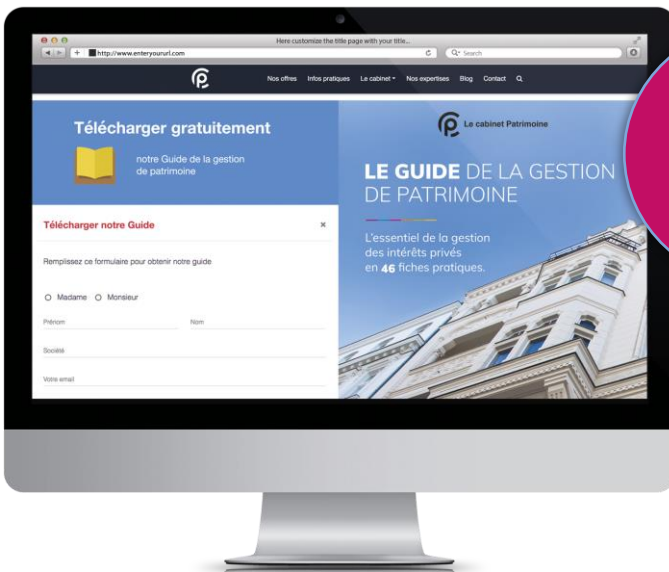 Here customize the title page with your title...
http://www.enteryoururl.com
Search
Nos offres Infos pratiques Le cabinet Nos expertises Blog Contact
Télécharger gratuitement
notre Guide de la gestion
de patrimoine
Télécharger notre Guide
Remplissez ce formulaire pour obtenir notre guide
Madame Monsieur
Prénom Nom
Société
Votre email
Le cabinet Patrimoine
LE GUIDE DE LA GESTION
DE PATRIMOINE
L'essentiel de la gestion
des intérêts privés
en 46 fiches pratiques.